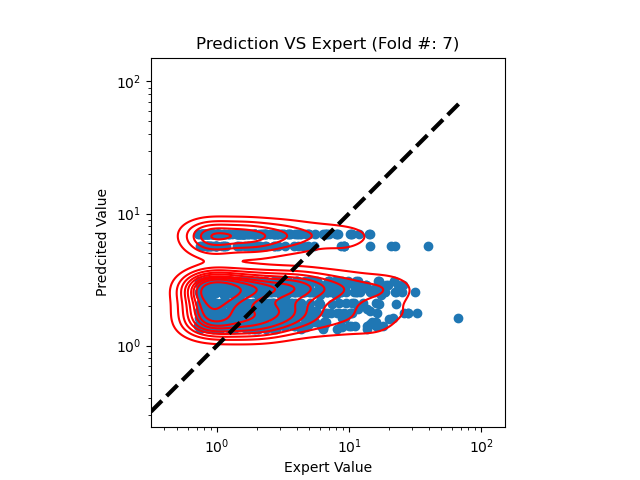 Prediction VS Expert (Fold #: 7)
10²
10¹
10⁰
Predcited Value
10⁰ 10¹ 10²
Expert Value